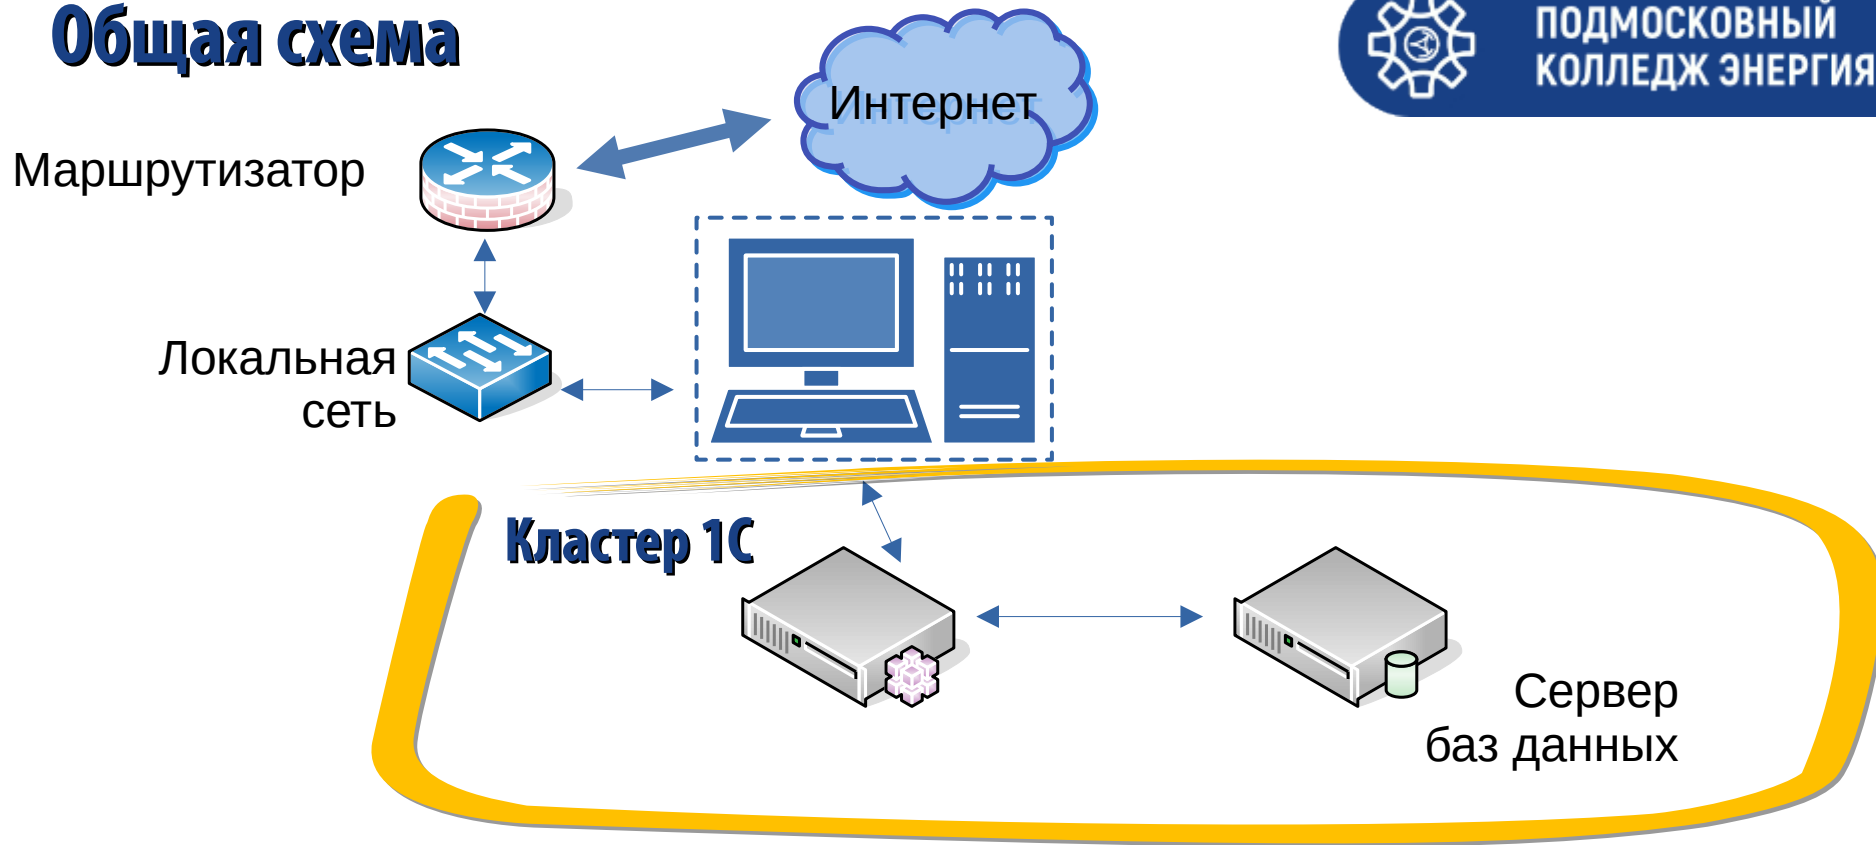 Общая схема
ПОДМОСКОВНЫЙ
КОЛЛЕДЖ ЭНЕРГИЯ
Интернет
Маршрутизатор
Локальная
сеть
Кластер 1С
Сервер
баз данных